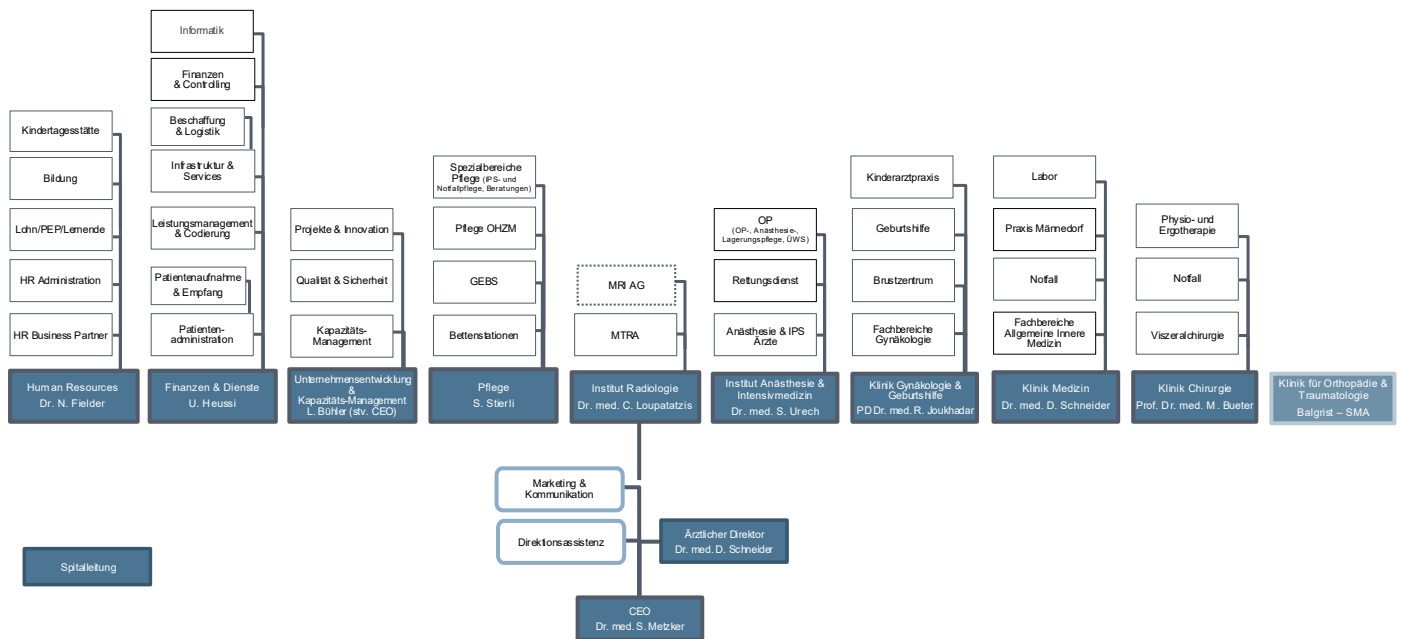 Informatik
Finanzen
& Controlling
Kindertagesstätte
Beschaffung
& Logistik
Bildung
Infrastruktur &
Services
Spezialbereiche
Pflege (IPS- und
Notfallpflege, Beratungen)
Kinderarztpraxis
Labor
Lohn/PEP/Lernende
Leistungsmanagement
& Codierung
Projekte & Innovation
Pflege OHZM
OP
(OP-, Anästhesie-,
Lagerungspflege, ÜWS)
Geburtshilfe
Praxis Männedorf
Physio- und
Ergotherapie
HR Administration
Patientenaufnahme
& Empfang
Qualität & Sicherheit
GEBS
MRI AG
Rettungsdienst
Brustzentrum
Notfall
Notfall
HR Business Partner
Patienten-
administration
Kapazitäts-
Management
Bettenstationen
MTRA
Anästhesie & IPS
Ärzte
Fachbereiche
Gynäkologie
Fachbereiche
Allgemeine Innere
Medizin
Viszeralchirurgie
Human Resources
Dr. N. Fielder
Finanzen & Dienste
U. Heussi
Unternehmensentwicklung
&
Kapazitäts-Management
L. Bühler (stv. CEO)
Pflege
S. Stierli
Institut Radiologie
Dr. med. C. Loupatatzis
Institut Anästhesie &
Intensivmedizin
Dr. med. S. Urech
Klinik Gynäkologie &
Geburtshilfe
PD Dr. med. R. Joukhadar
Klinik Medizin
Dr. med. D. Schneider
Klinik Chirurgie
Prof. Dr. med. M. Bueter
Klinik für Orthopädie &
Traumatologie
Balgrist – SMA
Marketing &
Kommunikation
Direktionsassistenz
Ärztlicher Direktor
Dr. med. D. Schneider
Spitalleitung
CEO
Dr. med. S. Metzker